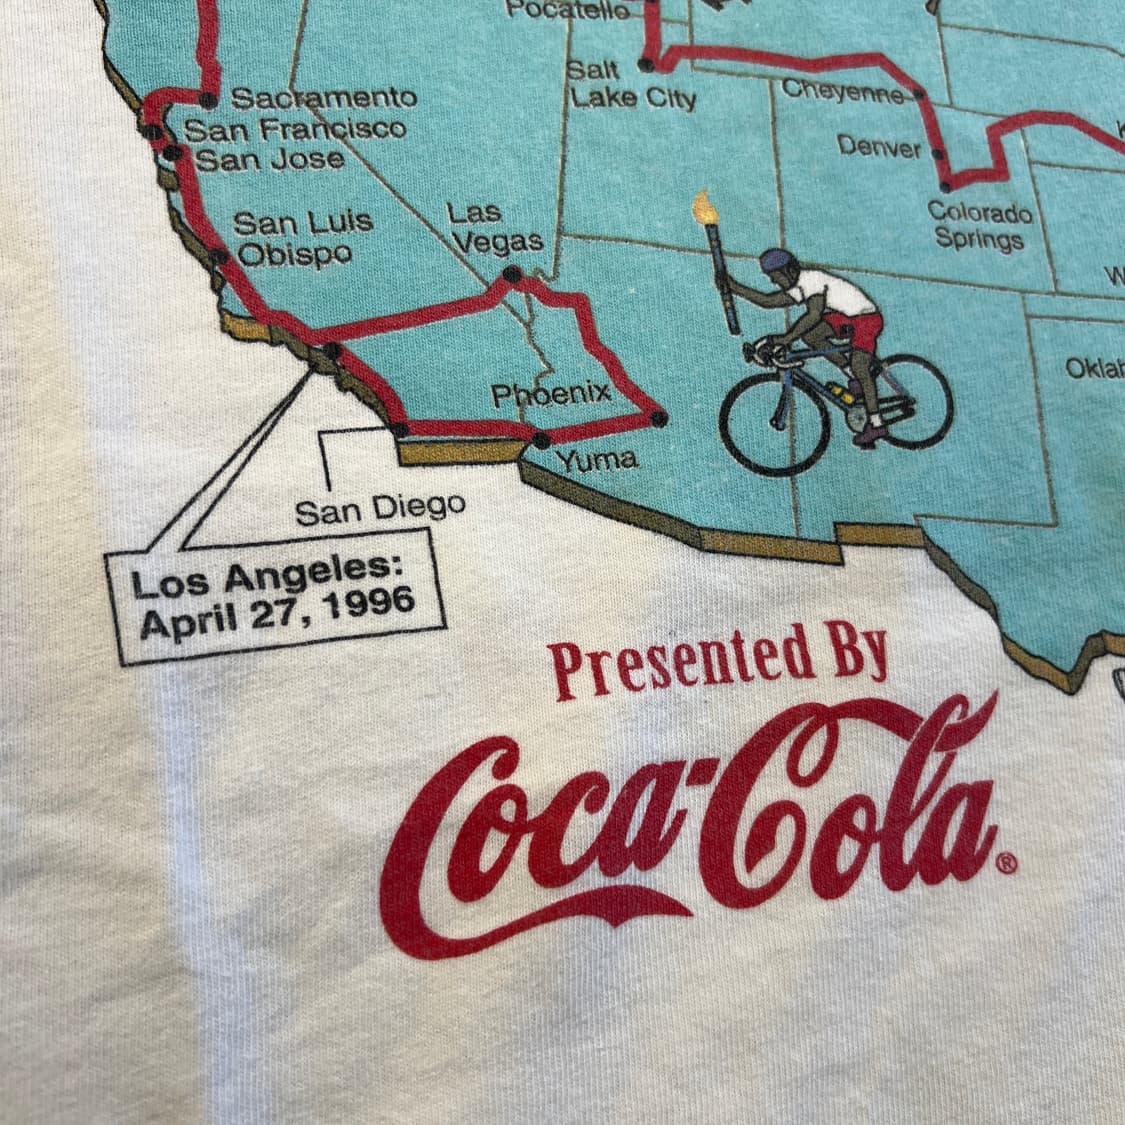 Pocatello
Salt
Lake City
Cheyenne
Sacramento
San Francisco
San Jose
Denver
Colorado
Springs
San Luis
Obispo
Las
Vegas
Phoenix
Yuma
San Diego
Los Angeles:
April 27, 1996
Presented By
Coca-Cola®